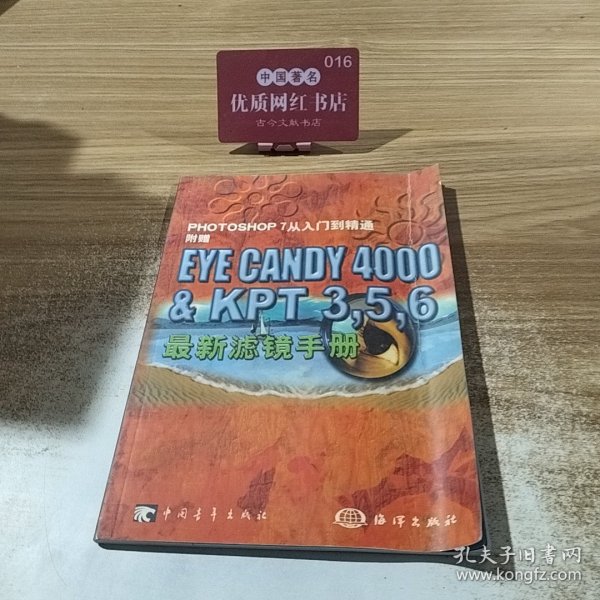 016
中国著名
优质网红书店
古今文献书店
PHOTOSHOP 7从入门到精通
附赠
EYE CANDY 4000
& KPT 3,5,6
最新滤镜手册
中国青年出版社
海洋出版社
孔夫子旧书网
www.kongfz.com